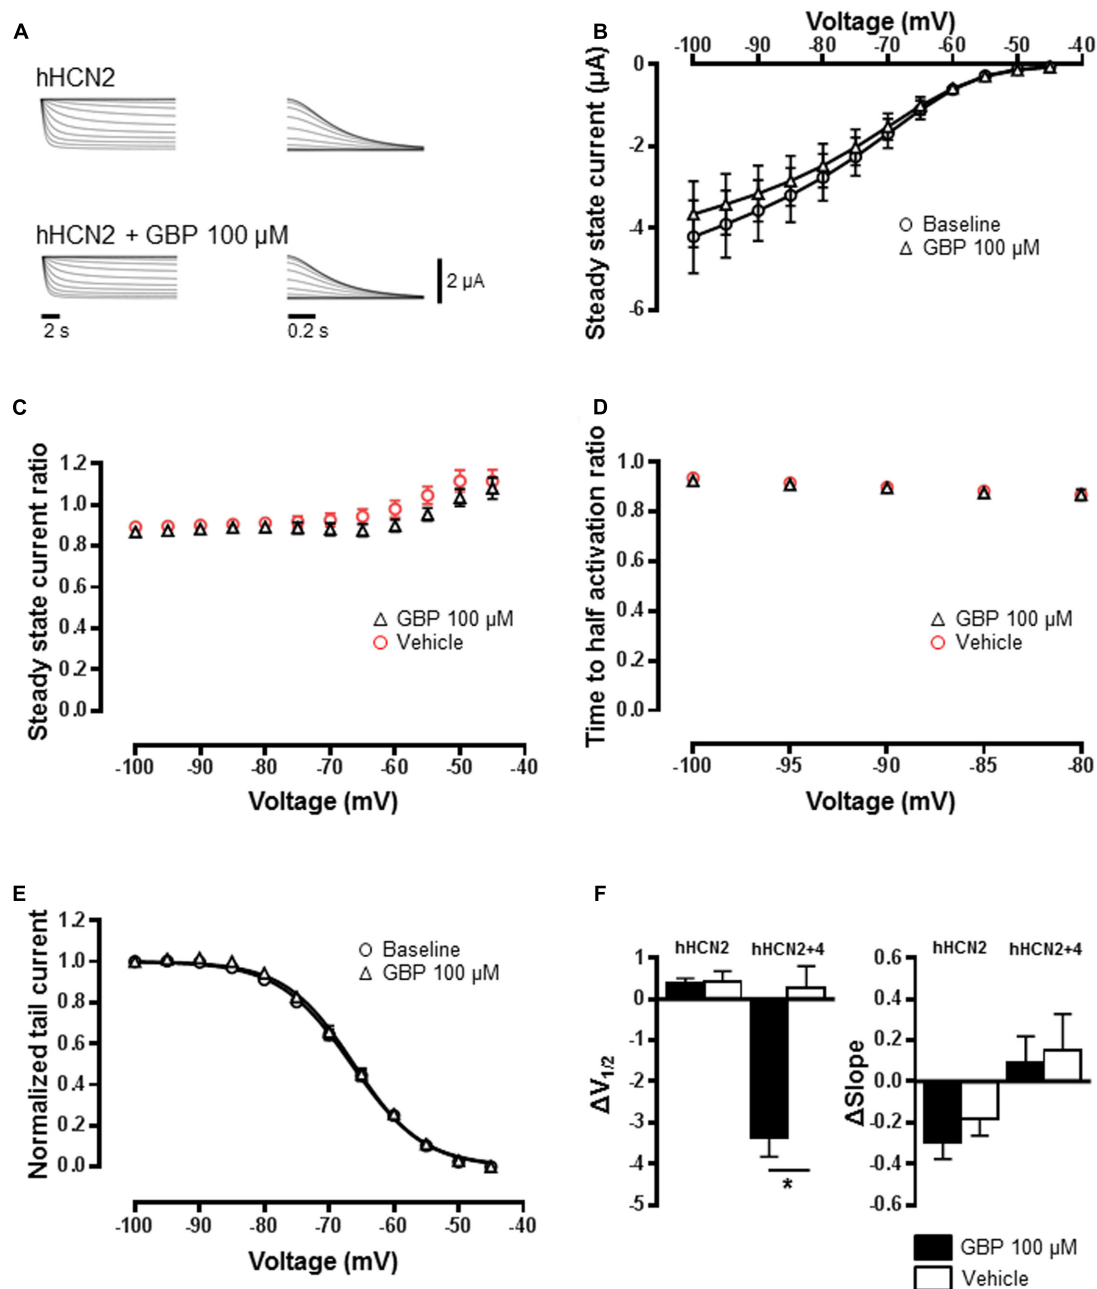 A
hHCN2
hHCN2 + GBP 100 µM
2 µA
2 s
0.2 s
B
Voltage (mV)
-100 -90 -80 -70 -60 -50 -40
Steady state current (µA)
0
-2
-4
-6
Baseline
GBP 100 µM
C
Steady state current ratio
1.2
1.0
0.8
0.6
0.4
0.2
0.0
GBP 100 µM
Vehicle
-100 -90 -80 -70 -60 -50 -40
Voltage (mV)
D
Time to half activation ratio
1.0
0.8
0.6
0.4
0.2
0.0
GBP 100 µM
Vehicle
-100 -95 -90 -85 -80
Voltage (mV)
E
Normalized tail current
1.2
1.0
0.8
0.6
0.4
0.2
0.0
Baseline
GBP 100 µM
-100 -90 -80 -70 -60 -50 -40
Voltage (mV)
F
hHCN2 hHCN2+4
ΔV1/2
1
0
-1
-2
-3
-4
-5
*
hHCN2 hHCN2+4
ΔSlope
0.6
0.4
0.2
0.0
-0.2
-0.4
-0.6
GBP 100 µM
Vehicle